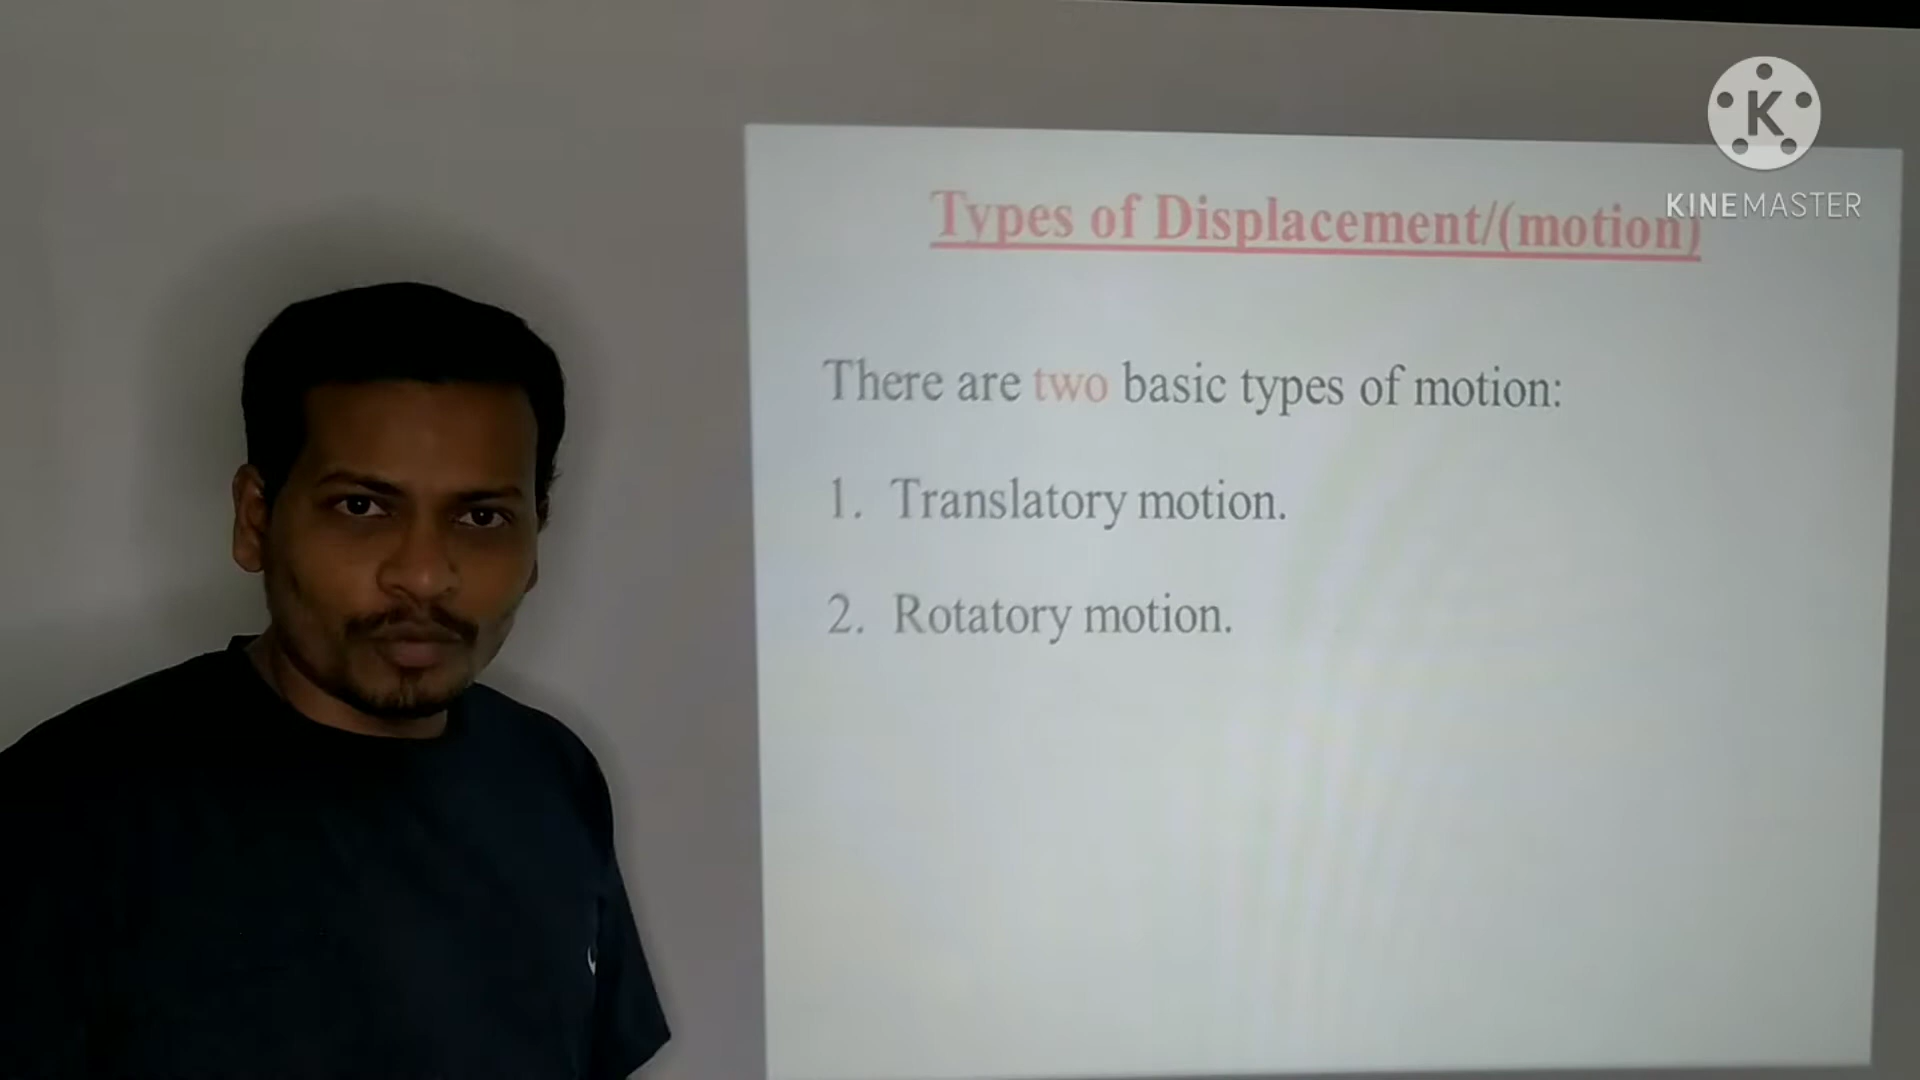 K
KINEMASTER
Types of Displacement/(motion)
There are two basic types of motion:
1. Translatory motion.
2. Rotatory motion.